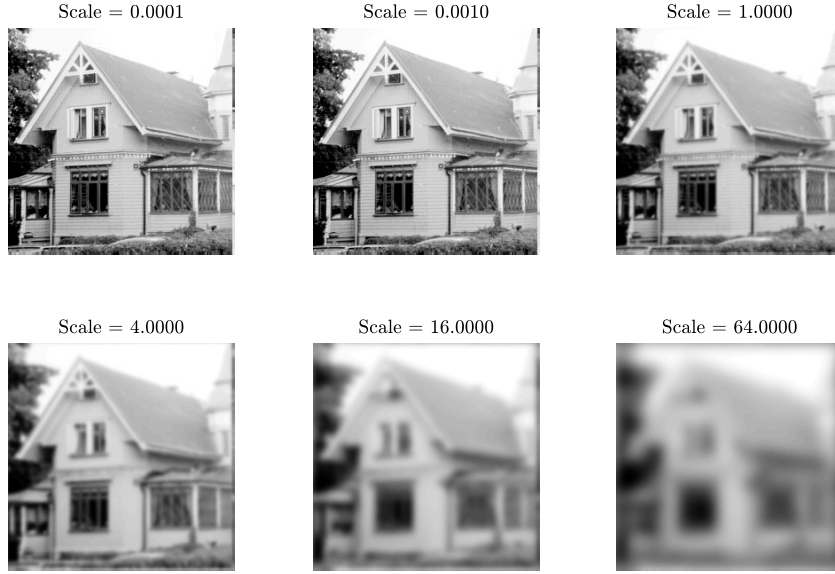 Scale = 0.0001
Scale = 0.0010
Scale = 1.0000
Scale = 4.0000
Scale = 16.0000
Scale = 64.0000